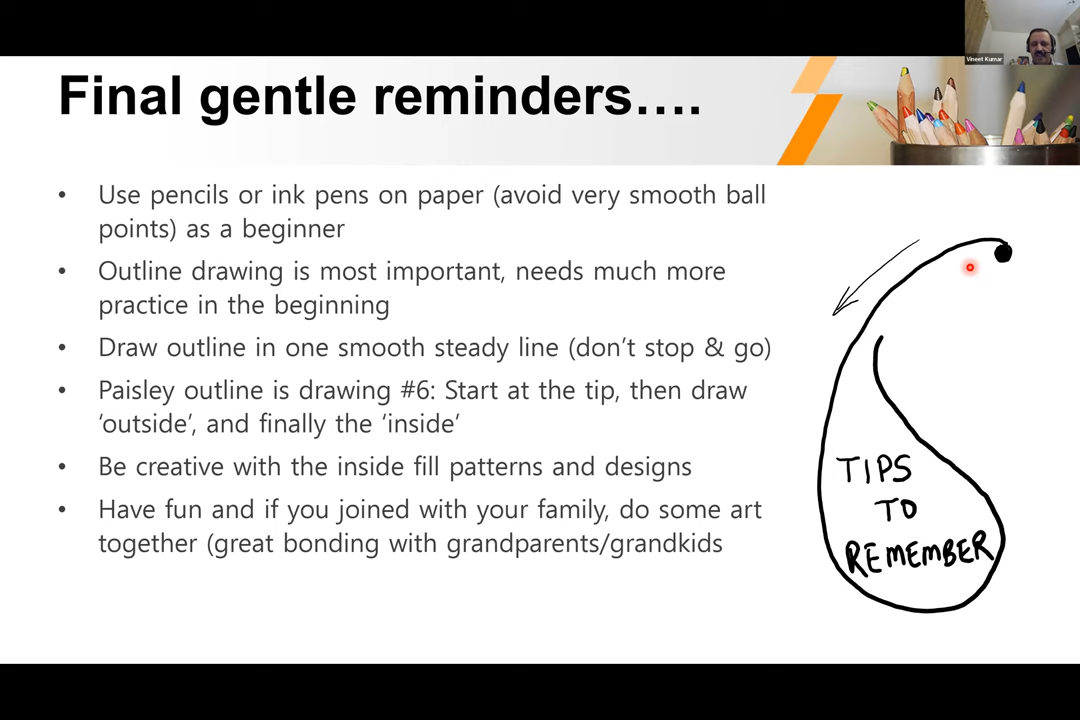 Vineet Kumar
Final gentle reminders….
• Use pencils or ink pens on paper (avoid very smooth ball
points) as a beginner
• Outline drawing is most important, needs much more
practice in the beginning
• Draw outline in one smooth steady line (don’t stop & go)
• Paisley outline is drawing #6: Start at the tip, then draw
‘outside’, and finally the ‘inside’
• Be creative with the inside fill patterns and designs
• Have fun and if you joined with your family, do some art
together (great bonding with grandparents/grandkids
TIPS
TO
REMEMBER